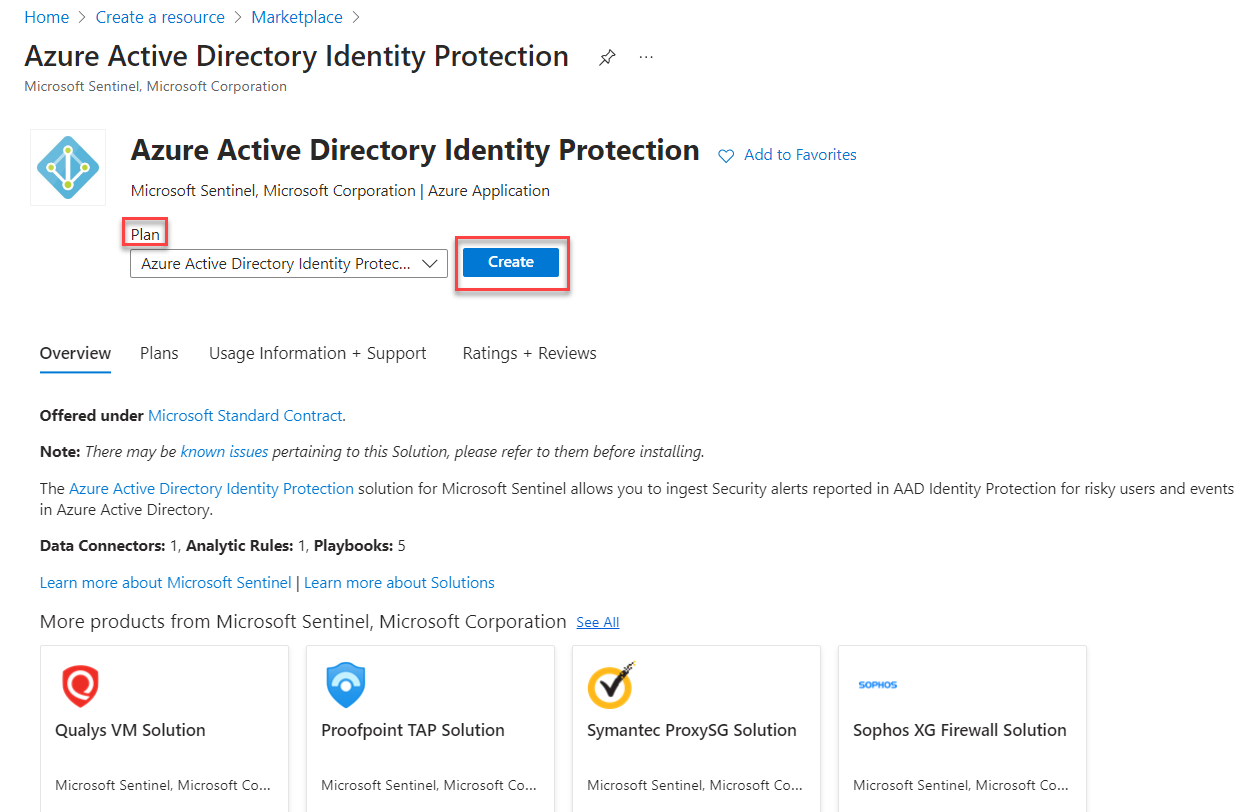 Home > Create a resource > Marketplace >
Azure Active Directory Identity Protection ...
Microsoft Sentinel, Microsoft Corporation
Azure Active Directory Identity Protection Add to Favorites
Microsoft Sentinel, Microsoft Corporation | Azure Application
Plan
Azure Active Directory Identity Protec... Create
Overview Plans Usage Information + Support Ratings + Reviews
Offered under Microsoft Standard Contract.
Note: There may be known issues pertaining to this Solution, please refer to them before installing.
The Azure Active Directory Identity Protection solution for Microsoft Sentinel allows you to ingest Security alerts reported in AAD Identity Protection for risky users and events
in Azure Active Directory.
Data Connectors: 1, Analytic Rules: 1, Playbooks: 5
Learn more about Microsoft Sentinel | Learn more about Solutions
More products from Microsoft Sentinel, Microsoft Corporation See All
SOPHOS
Qualys VM Solution Proofpoint TAP Solution Symantec ProxySG Solution Sophos XG Firewall Solution
Microsoft Sentinel, Microsoft Co... Microsoft Sentinel, Microsoft Co... Microsoft Sentinel, Microsoft Co... Microsoft Sentinel, Microsoft Co...